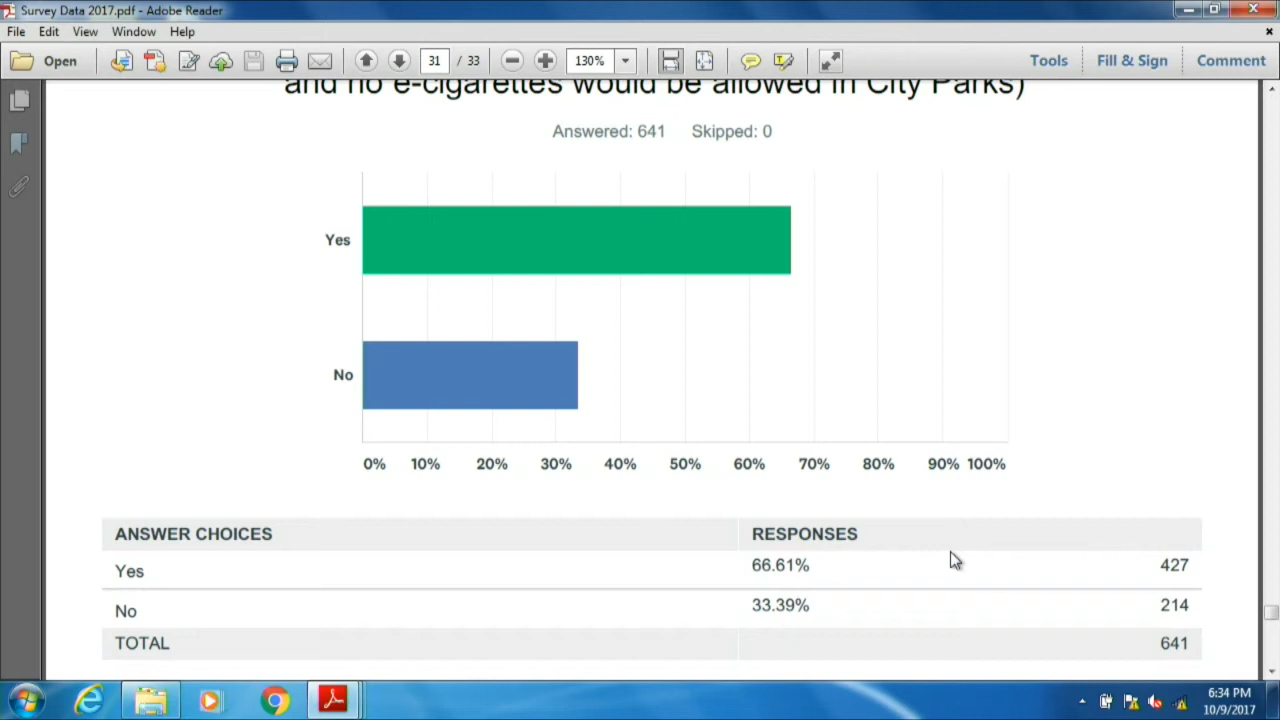 Survey Data 2017.pdf - Adobe Reader
File Edit View Window Help
Open 31 / 33 130% Tools Fill & Sign Comment
and no e-cigarettes would be allowed in City Parks)
Answered: 641 Skipped: 0
Yes
No
0% 10% 20% 30% 40% 50% 60% 70% 80% 90% 100%
ANSWER CHOICES RESPONSES
Yes 66.61% 427
No 33.39% 214
TOTAL 641
6:34 PM
10/9/2017